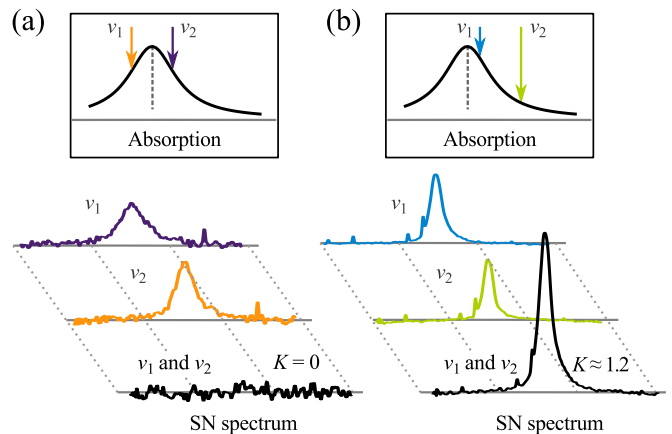 (a)
v1 v2
Absorption
v1
v2
v1 and v2 K = 0
SN spectrum
(b)
v1 v2
Absorption
v1
v2
v1 and v2 K ≈ 1.2
SN spectrum